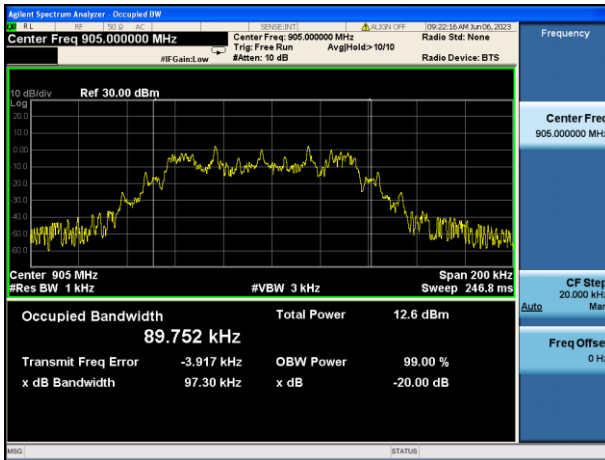 Agilent Spectrum Analyzer - Occupied BW
RL RF 50 Ω AC SENSE:INT ALIGN OFF 09:22:16 AM Jun 06, 2023
Center Freq 905.000000 MHz Center Freq: 905.000000 MHz Radio Std: None
Trig: Free Run Avg|Hold:>10/10
#IFGain:Low #Atten: 10 dB Radio Device: BTS
Frequency
10 dB/div Ref 30.00 dBm
Log
20.0
10.0
0.00
-10.0
-20.0
-30.0
-40.0
-50.0
-60.0
Center Freq
905.000000 MHz
Center 905 MHz Span 200 kHz
#Res BW 1 kHz #VBW 3 kHz Sweep 246.8 ms
CF Step
20.000 kHz
Auto Man
Occupied Bandwidth Total Power 12.6 dBm
89.752 kHz
Transmit Freq Error -3.917 kHz OBW Power 99.00 %
x dB Bandwidth 97.30 kHz x dB -20.00 dB
Freq Offset
0 Hz
MSG STATUS